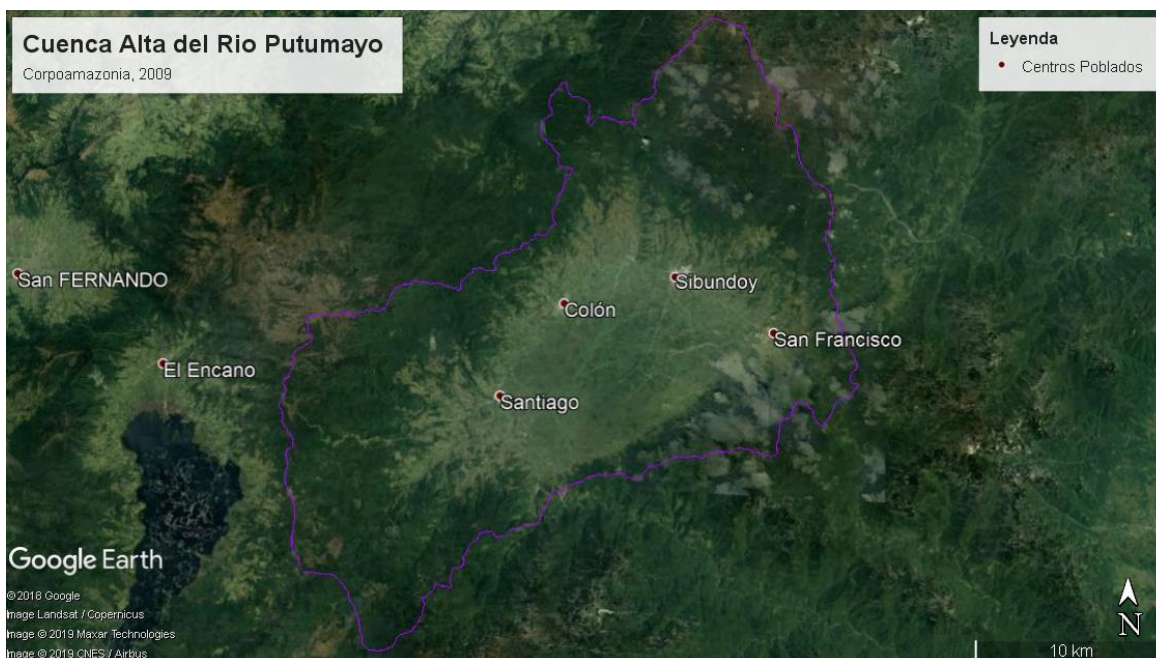 Cuenca Alta del Rio Putumayo
Corpoamazonia, 2009
Leyenda
Centros Poblados
San FERNANDO
Sibundoy
Colón
San Francisco
El Encano
Santiago
Google Earth
©2018 Google
Image Landsat / Copernicus
Image © 2019 Maxar Technologies
Image © 2019 CNES / Airbus
N
10 km